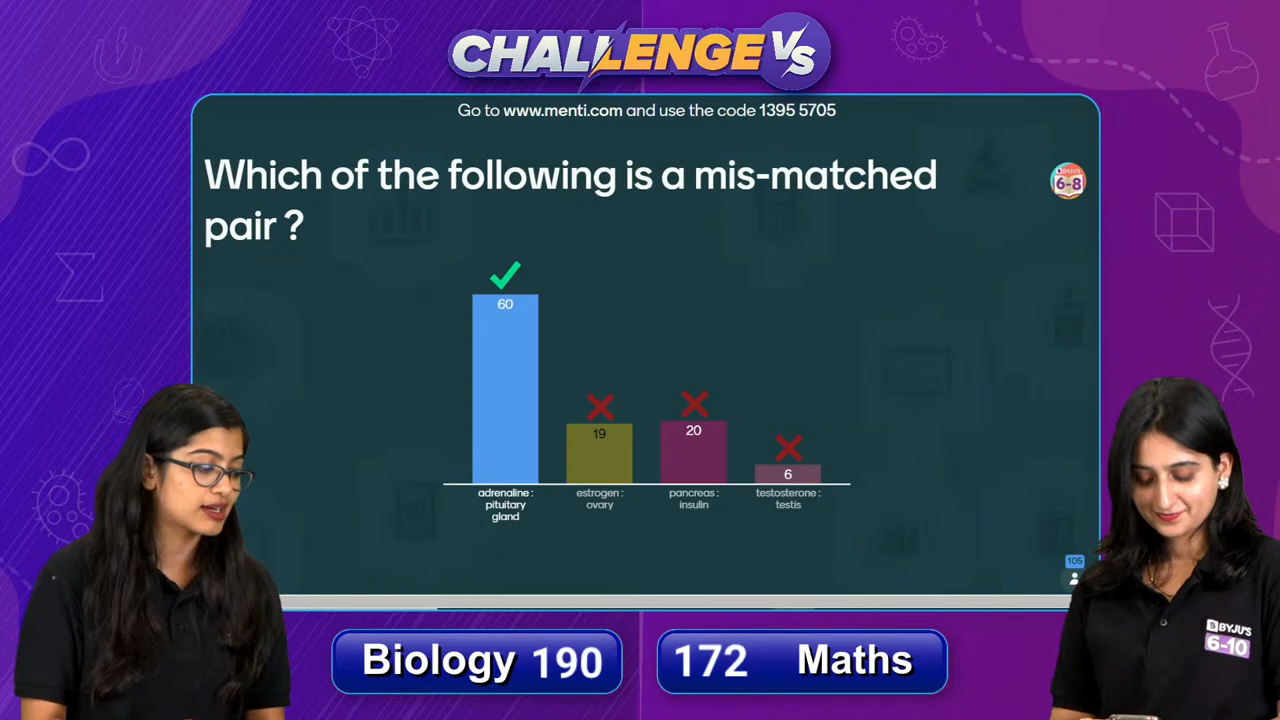 CHALLENGE VS
Go to www.menti.com and use the code 1395 5705
Which of the following is a mis-matched
pair ?
BYJU'S
6-8
60
19
20
6
adrenaline :
pituitary
gland
estrogen :
ovary
pancreas :
insulin
testosterone :
testis
105
BYJU'S
6-10
Biology 190
172 Maths